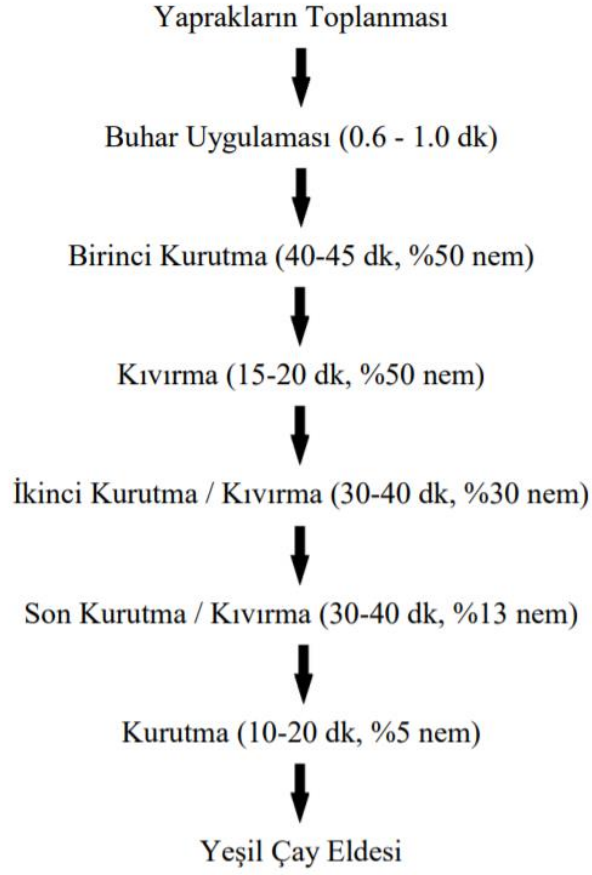 Yaprakların Toplanması
Buhar Uygulaması (0.6 - 1.0 dk)
Birinci Kurutma (40-45 dk, %50 nem)
Kıvırma (15-20 dk, %50 nem)
İkinci Kurutma / Kıvırma (30-40 dk, %30 nem)
Son Kurutma / Kıvırma (30-40 dk, %13 nem)
Kurutma (10-20 dk, %5 nem)
Yeşil Çay Eldesi